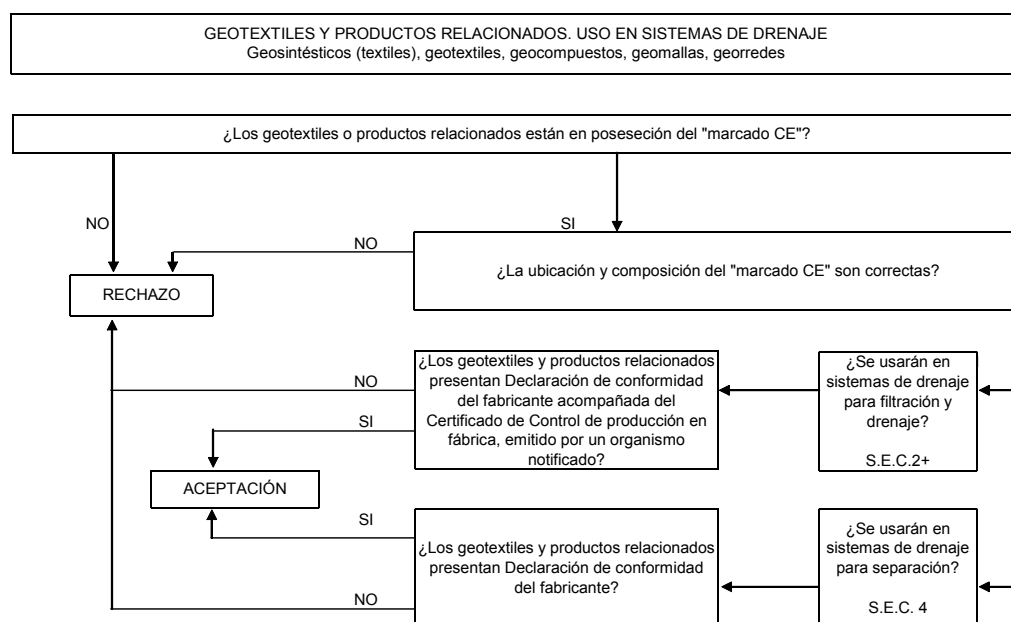 GEOTEXTILES Y PRODUCTOS RELACIONADOS. USO EN SISTEMAS DE DRENAJE
Geosintésticos (textiles), geotextiles, geocompuestos, geomallas, georredes
¿Los geotextiles o productos relacionados están en poseseción del "marcado CE"?
NO
SI
NO
¿La ubicación y composición del "marcado CE" son correctas?
RECHAZO
¿Los geotextiles y productos relacionados
presentan Declaración de conformidad
del fabricante acompañada del
Certificado de Control de producción en
fábrica, emitido por un organismo
notificado?
NO
SI
¿Se usarán en
sistemas de drenaje
para filtración y
drenaje?
S.E.C.2+
ACEPTACIÓN
SI
¿Los geotextiles y productos relacionados
presentan Declaración de conformidad
del fabricante?
NO
¿Se usarán en
sistemas de drenaje
para separación?
S.E.C. 4